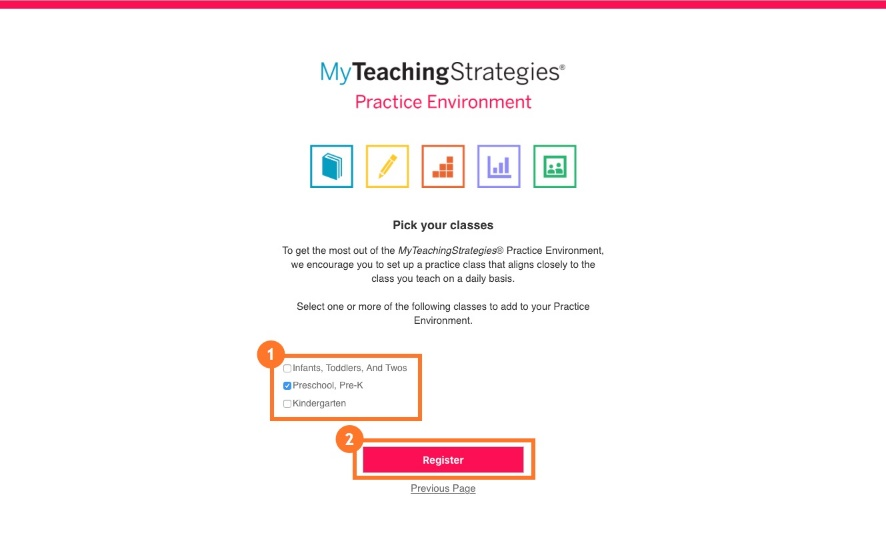 MyTeachingStrategies®
Practice Environment
Pick your classes
To get the most out of the MyTeachingStrategies® Practice Environment,
we encourage you to set up a practice class that aligns closely to the
class you teach on a daily basis.
Select one or more of the following classes to add to your Practice
Environment.
1
Infants, Toddlers, And Twos
Preschool, Pre-K
Kindergarten
2
Register
Previous Page